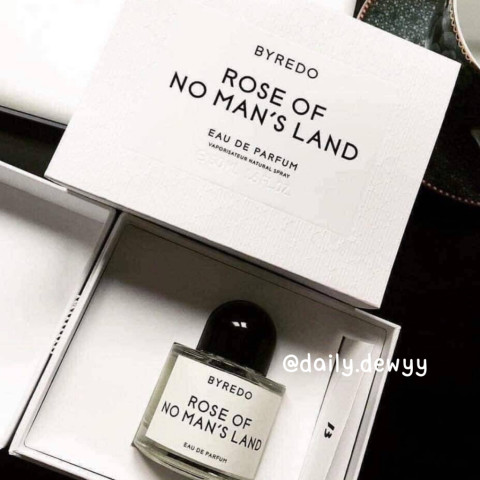 BYREDO
ROSE OF
NO MAN'S LAND
EAU DE PARFUM
VAPORISATEUR NATURAL SPRAY
@daily.dewyy
BYREDO
ROSE OF
NO MAN'S LAND
EAU DE PARFUM